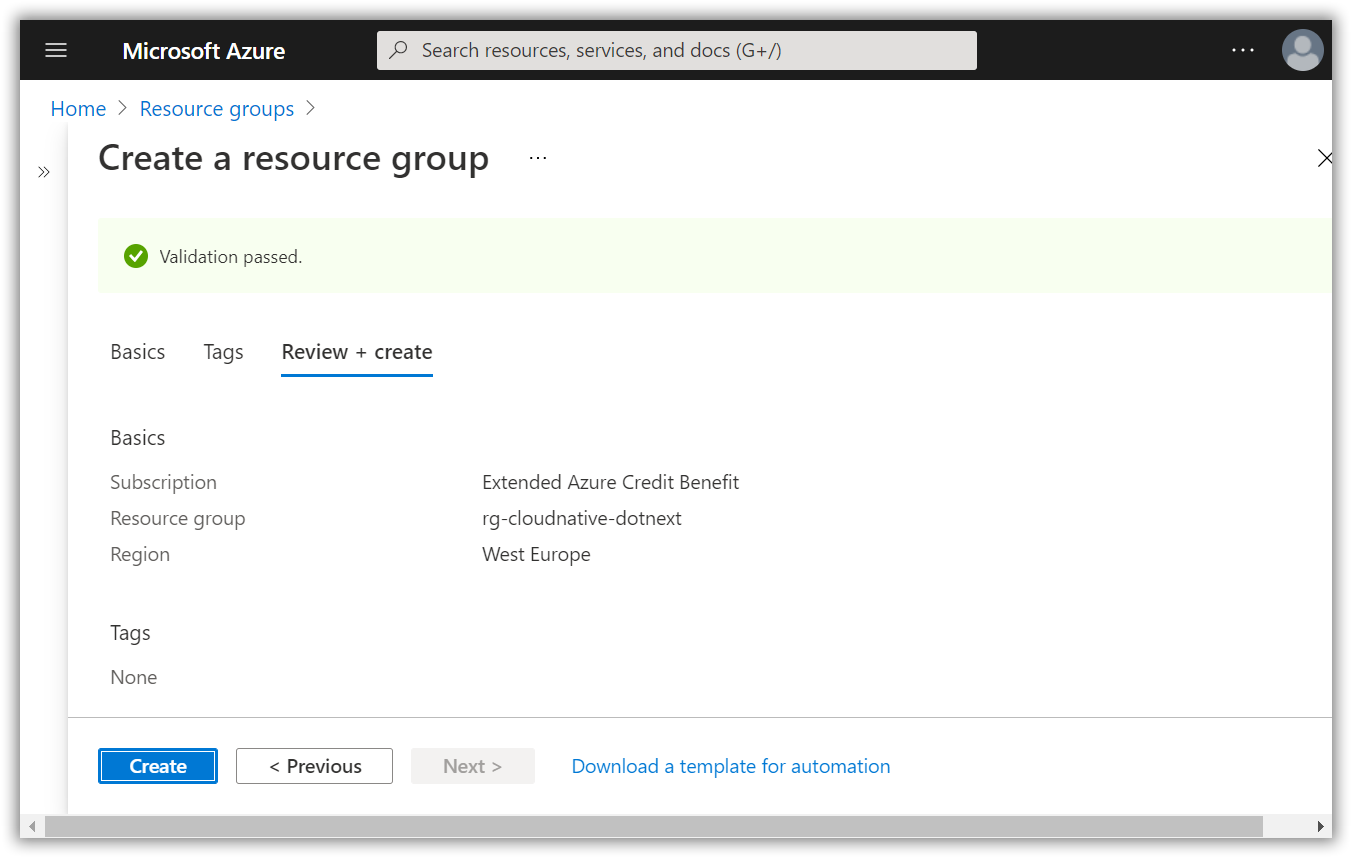 Microsoft Azure
Search resources, services, and docs (G+/)
Home > Resource groups >
Create a resource group
Validation passed.
Basics Tags Review + create
Basics
Subscription Extended Azure Credit Benefit
Resource group rg-cloudnative-dotnext
Region West Europe
Tags
None
Create < Previous Next > Download a template for automation